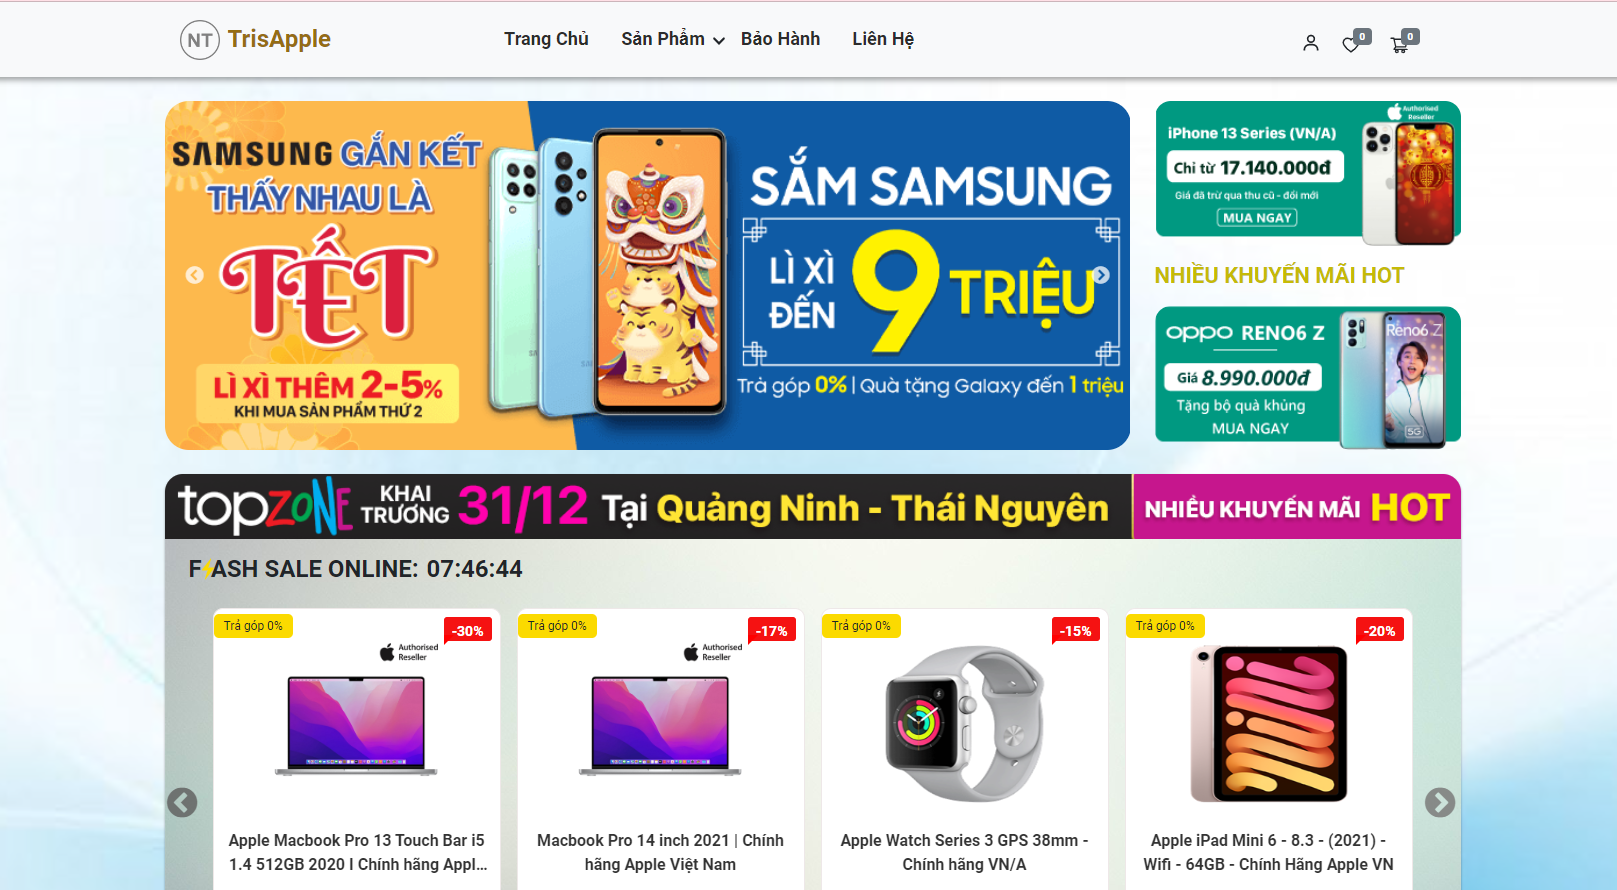 NT TrisApple
Trang Chủ
Sản Phẩm
Bảo Hành
Liên Hệ
0
0
SAMSUNG GẮN KẾT
THẤY NHAU LÀ
TẾT
LÌ XÌ THÊM 2-5%
KHI MUA SẢN PHẨM THỨ 2
SẮM SAMSUNG
LÌ XÌ
ĐẾN
9 TRIỆU
Trả góp 0% | Quà tặng Galaxy đến 1 triệu
Authorised
Reseller
iPhone 13 Series (VN/A)
Chỉ từ 17.140.000đ
Giá đã trừ qua thu cũ - đổi mới
MUA NGAY
NHIỀU KHUYẾN MÃI HOT
oppo RENO6 Z
Giá 8.990.000đ
Tặng bộ quà khủng
MUA NGAY
Reno6 Z
5G
topzone KHAI TRƯƠNG 31/12 Tại Quảng Ninh - Thái Nguyên
NHIỀU KHUYẾN MÃI HOT
F⚡ASH SALE ONLINE: 07:46:44
Trả góp 0%
-30%
Authorised
Reseller
Apple Macbook Pro 13 Touch Bar i5
1.4 512GB 2020 I Chính hãng Appl...
Trả góp 0%
-17%
Authorised
Reseller
Macbook Pro 14 inch 2021 | Chính
hãng Apple Việt Nam
Trả góp 0%
-15%
Apple Watch Series 3 GPS 38mm -
Chính hãng VN/A
Trả góp 0%
-20%
Apple iPad Mini 6 - 8.3 - (2021) -
Wifi - 64GB - Chính Hãng Apple VN